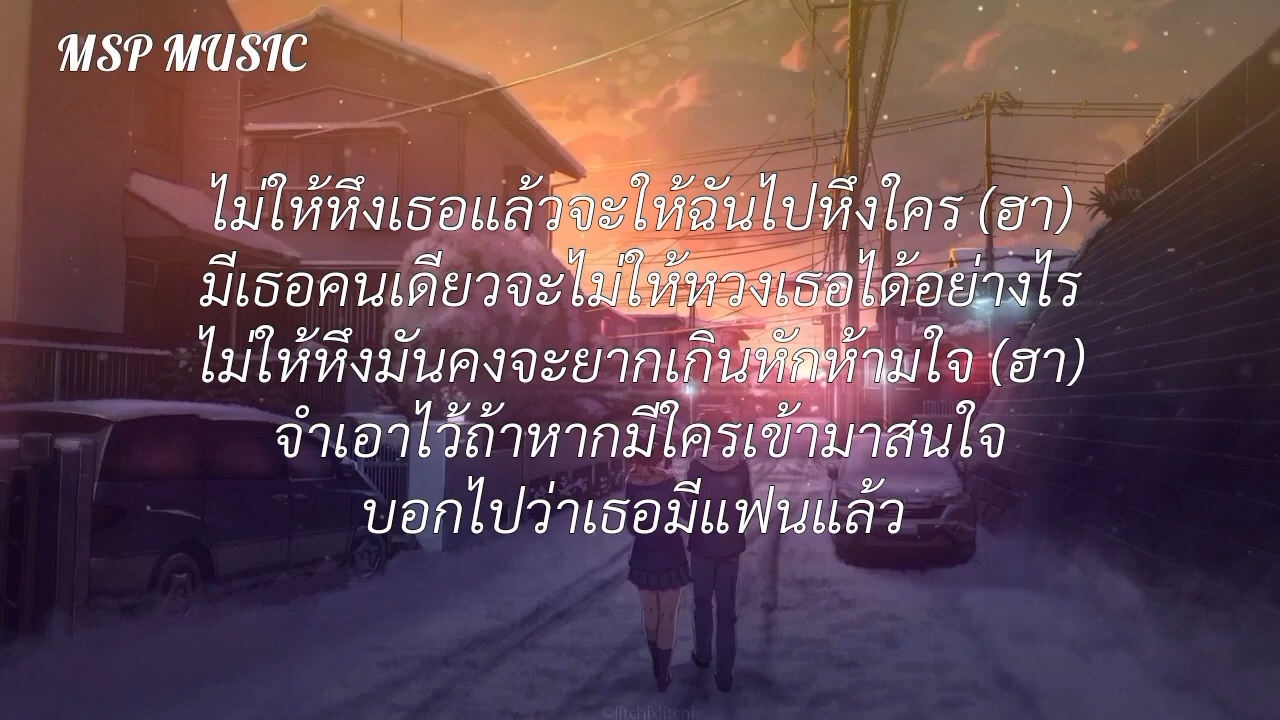 MSP MUSIC
ไม่ให้หึงเธอแล้วจะให้ฉันไปหึงใคร (ฮา)
มีเธอคนเดียวจะไม่ให้หวงเธอได้อย่างไร
ไม่ให้หึงมันคงจะยากเกินหักห้ามใจ (ฮา)
จำเอาไว้ถ้าหากมีใครเข้ามาสนใจ
บอกไปว่าเธอมีแฟนแล้ว
©litchixlitchi